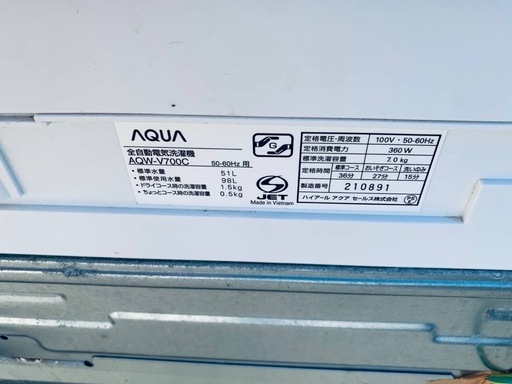 AQUA
全自動電気洗濯機
AQW-V700C 50-60Hz 用
・標準水量 51L
・標準使用水量 98L
・ドライコース時の洗濯容量 1.5kg
・ちょっとコース時の洗濯容量 0.5kg
G
JET
Made in Vietnam
定格電圧・周波数 100V・50-60Hz
定格消費電力 360W
標準洗濯容量 7.0kg
定格時間 標準コース おいそぎコース 洗いゆみ
36分 27分 15分
製造番号 210891
ハイアール アクア セールス株式会社